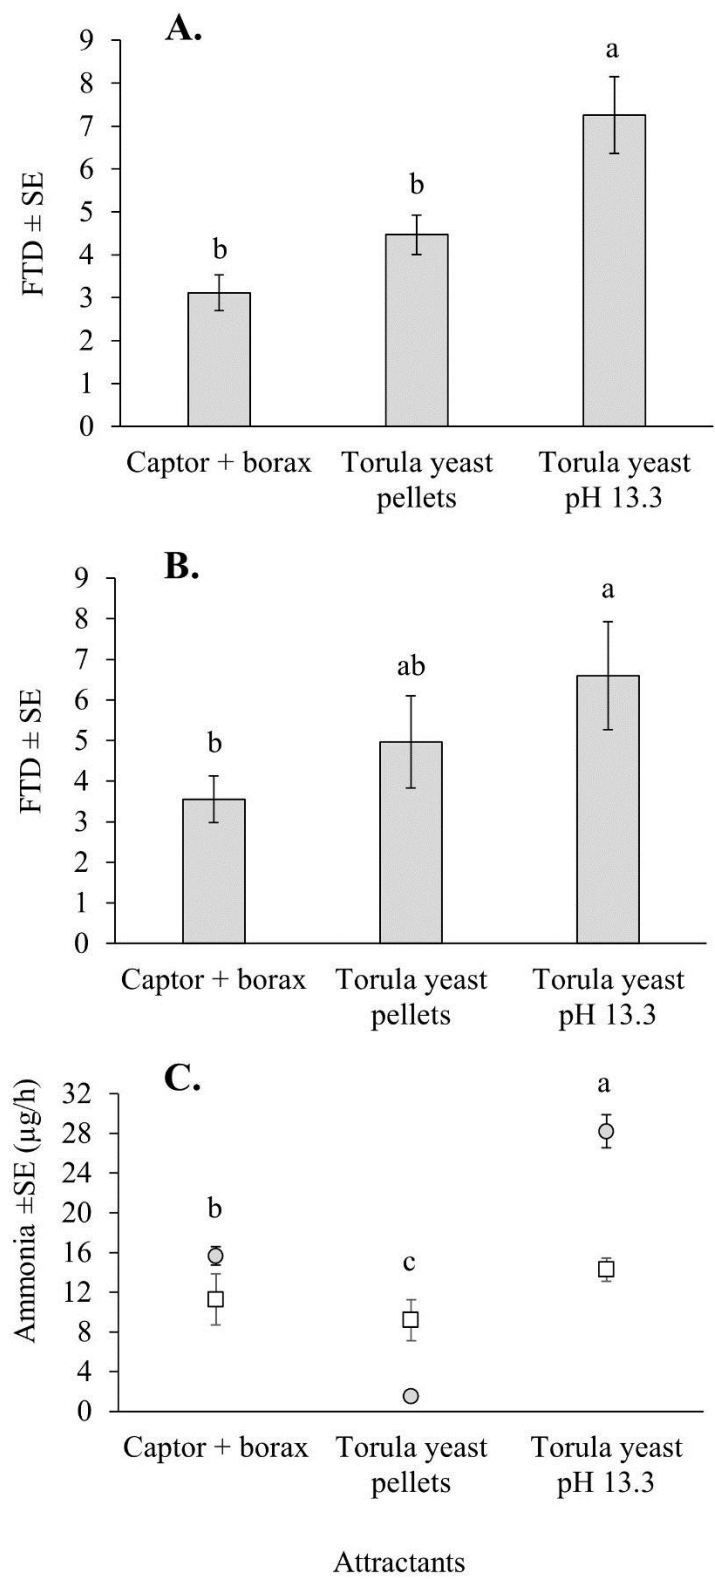 A.
FTD ± SE
9
8
7
6
5
4
3
2
1
0
b
b
a
Captor + borax
Torula yeast
pellets
Torula yeast
pH 13.3
B.
FTD ± SE
9
8
7
6
5
4
3
2
1
0
b
ab
a
Captor + borax
Torula yeast
pellets
Torula yeast
pH 13.3
C.
Ammonia ±SE (µg/h)
32
28
24
20
16
12
8
4
0
b
c
a
Captor + borax
Torula yeast
pellets
Torula yeast
pH 13.3
Attractants